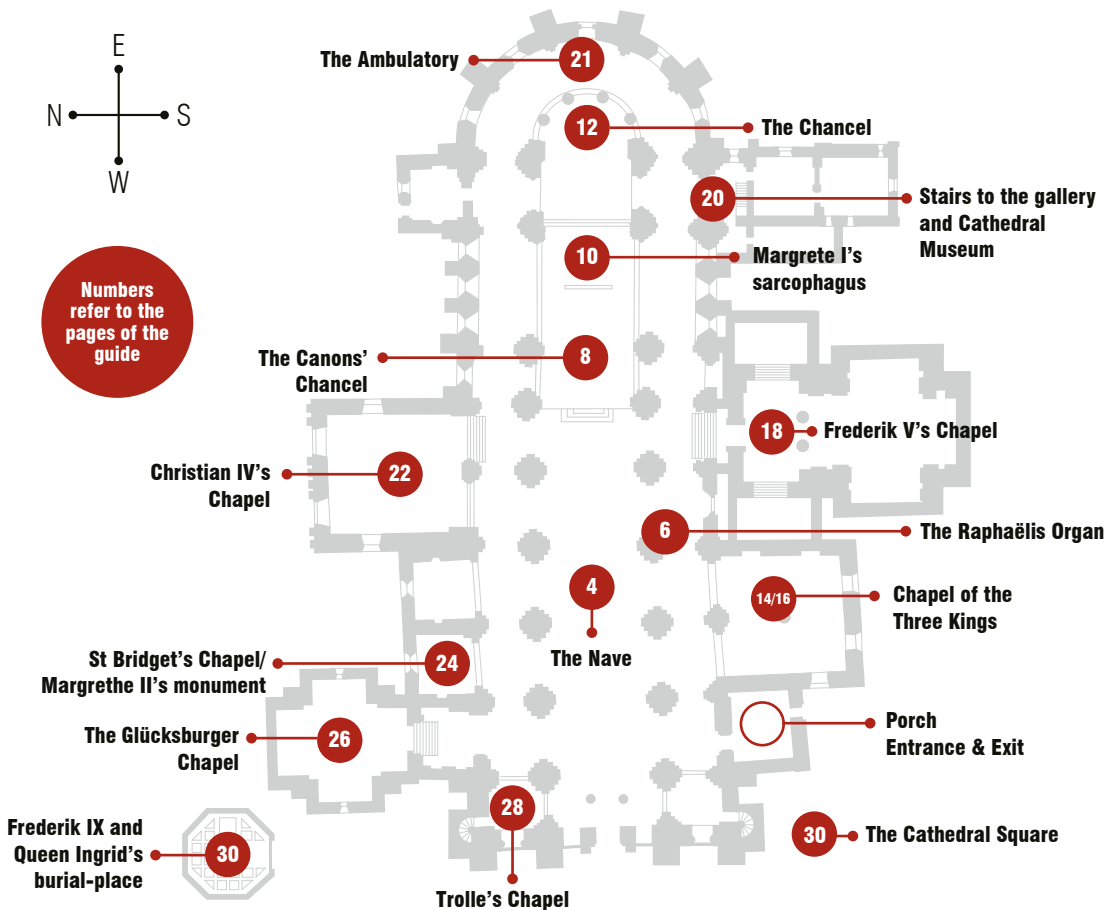 E
N
S
W
Numbers
refer to the
pages of the
guide
The Ambulatory
21
12
The Chancel
20
Stairs to the gallery
and Cathedral
Museum
10
Margrete I's
sarcophagus
The Canons'
Chancel
8
18
Frederik V's Chapel
Christian IV's
Chapel
22
6
The Raphaëlis Organ
4
The Nave
14/16
Chapel of the
Three Kings
St Bridget's Chapel/
Margrethe II's monument
24
Porch
Entrance & Exit
The Glücksburger
Chapel
26
28
Trolle's Chapel
Frederik IX and
Queen Ingrid's
burial-place
30
30
The Cathedral Square